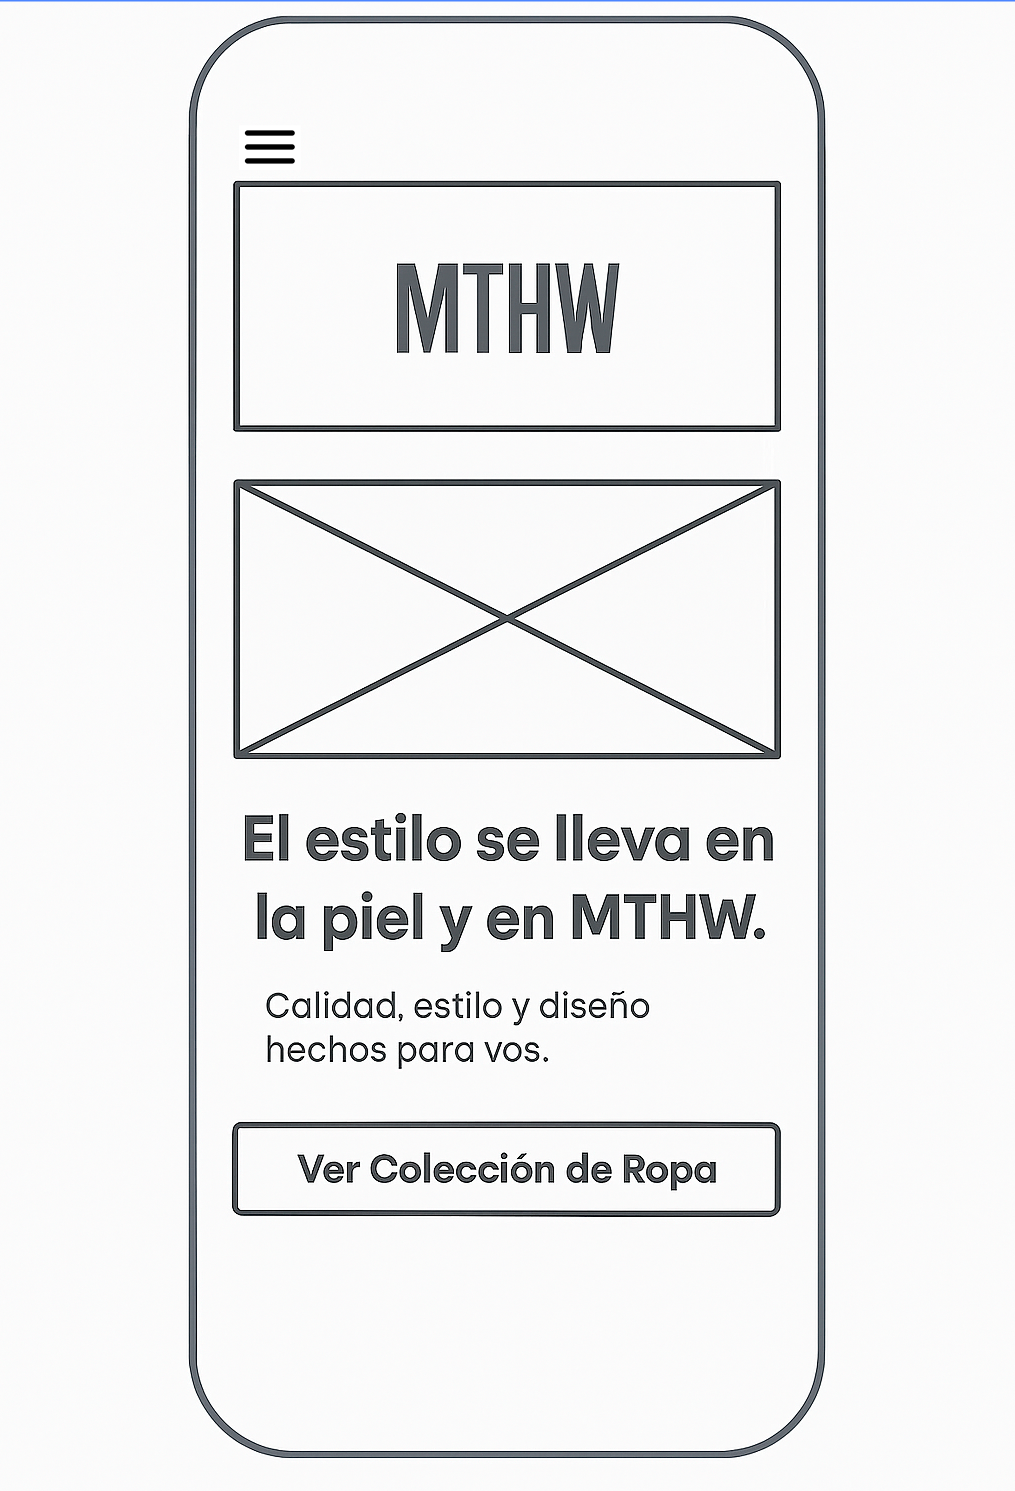 MTHW
El estilo se lleva en
la piel y en MTHW.
Calidad, estilo y diseño
hechos para vos.
Ver Colección de Ropa